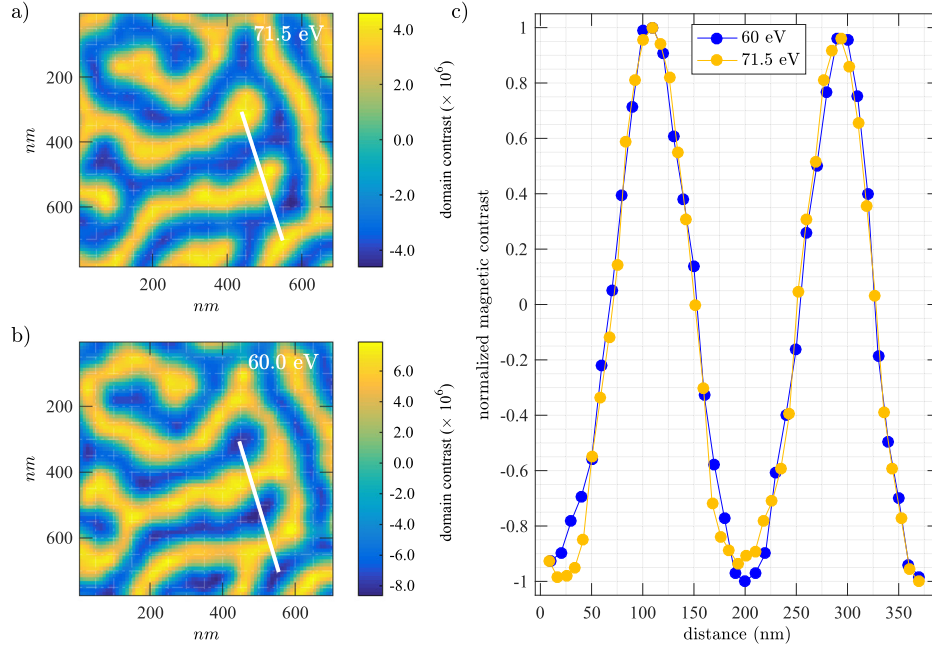 a)
71.5 eV
200
400
600
nm
200
400
600
nm
4.0
2.0
0.0
-2.0
-4.0
domain contrast (× 10⁶)
b)
60.0 eV
200
400
600
nm
200
400
600
nm
6.0
4.0
2.0
0.0
-2.0
-4.0
-6.0
-8.0
domain contrast (× 10⁶)
c)
60 eV
71.5 eV
1
0.8
0.6
0.4
0.2
0
-0.2
-0.4
-0.6
-0.8
-1
normalized magnetic contrast
0
50
100
150
200
250
300
350
distance (nm)